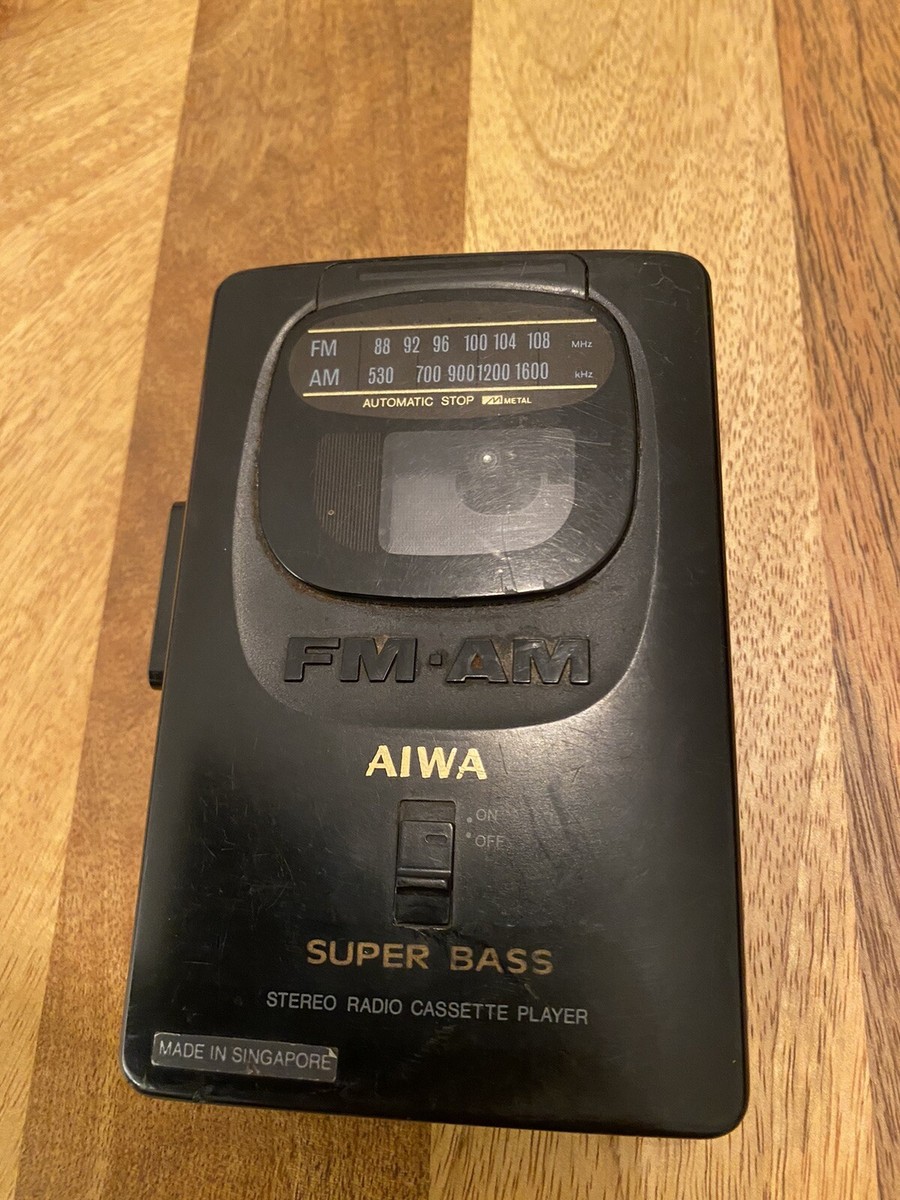 FM 88 92 96 100 104 108 MHz
AM 530 700 900 1200 1600 kHz
AUTOMATIC STOP METAL
FM·AM
AIWA
ON
OFF
SUPER BASS
STEREO RADIO CASSETTE PLAYER
MADE IN SINGAPORE